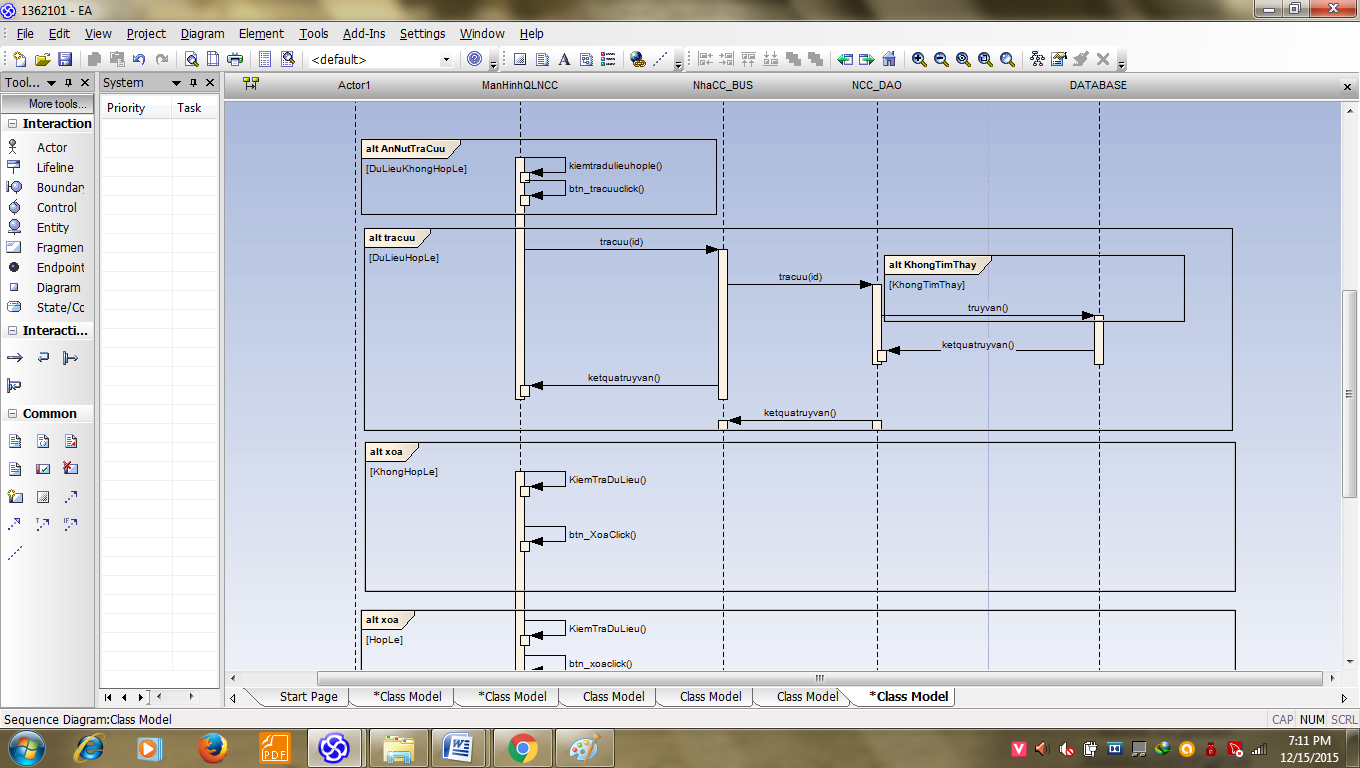 1362101 - EA
File Edit View Project Diagram Element Tools Add-Ins Settings Window Help
<default>
Tool...
System
Actor1 ManHinhQLNCC NhaCC_BUS NCC_DAO DATABASE
More tools...
Priority Task
Interaction
Actor
Lifeline
Boundar
Control
Entity
Fragmen
Endpoint
Diagram
State/Co
Interacti...
Common
alt AnNutTraCuu
[DuLieuKhongHopLe]
kiemtradulieuhople()
btn_tracuuclick()
alt tracuu
[DuLieuHopLe]
tracuu(id)
tracuu(id)
alt KhongTimThay
[KhongTimThay]
truyvan()
ketquatruyvan()
ketquatruyvan()
ketquatruyvan()
alt xoa
[KhongHopLe]
KiemTraDuLieu()
btn_XoaClick()
alt xoa
[HopLe]
KiemTraDuLieu()
btn_xoaclick()
Start Page *Class Model *Class Model Class Model Class Model Class Model *Class Model
Sequence Diagram:Class Model
CAP NUM SCRL
PDF
7:11 PM
12/15/2015